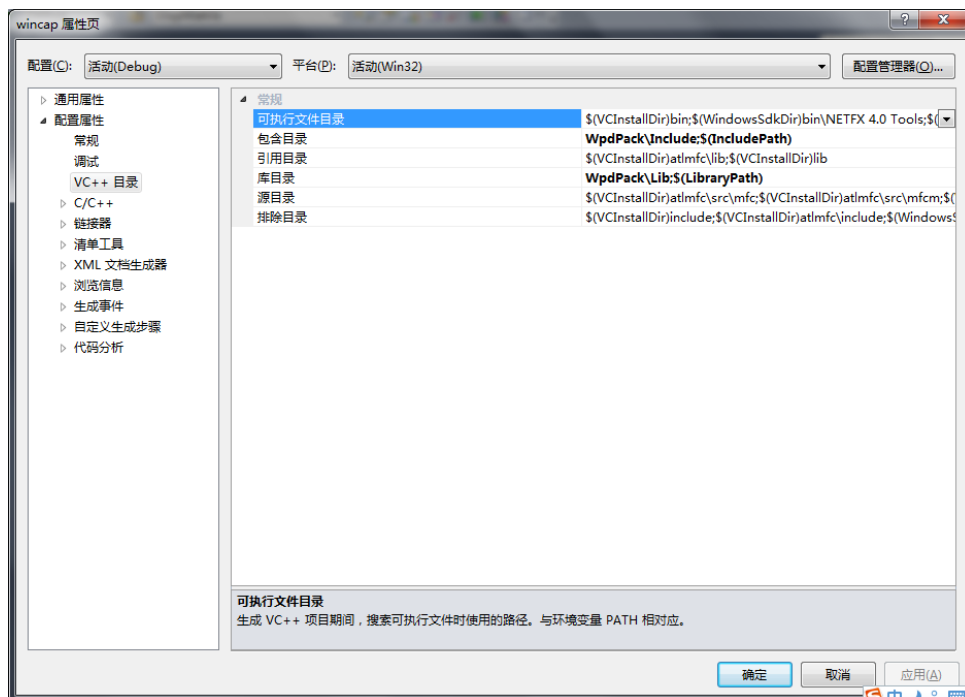 wincap 属性页
配置(C): 活动(Debug) 平台(P): 活动(Win32) 配置管理器(O)...
通用属性
配置属性
常规
调试
VC++ 目录
C/C++
链接器
清单工具
XML 文档生成器
浏览信息
生成事件
自定义生成步骤
代码分析
常规
可执行文件目录 $(VCInstallDir)bin;$(WindowsSdkDir)bin\NETFX 4.0 Tools;$(
包含目录 WpdPack\Include;$(IncludePath)
引用目录 $(VCInstallDir)atlmfc\lib;$(VCInstallDir)lib
库目录 WpdPack\Lib;$(LibraryPath)
源目录 $(VCInstallDir)atlmfc\src\mfc;$(VCInstallDir)atlmfc\src\mfcm;$(
排除目录 $(VCInstallDir)include;$(VCInstallDir)atlmfc\include;$(WindowsS
可执行文件目录
生成 VC++ 项目期间，搜索可执行文件时使用的路径。与环境变量 PATH 相对应。
确定 取消 应用(A)